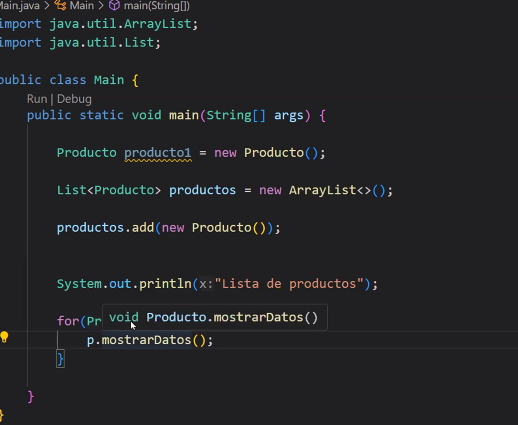 Main.java > Main > main(String[])
import java.util.ArrayList;
import java.util.List;
public class Main {
Run | Debug
public static void main(String[] args) {
Producto producto1 = new Producto();
List<Producto> productos = new ArrayList<>();
productos.add(new Producto());
System.out.println(x:"Lista de productos");
void Producto.mostrarDatos()
for(Pr
p.mostrarDatos();
}
}
}